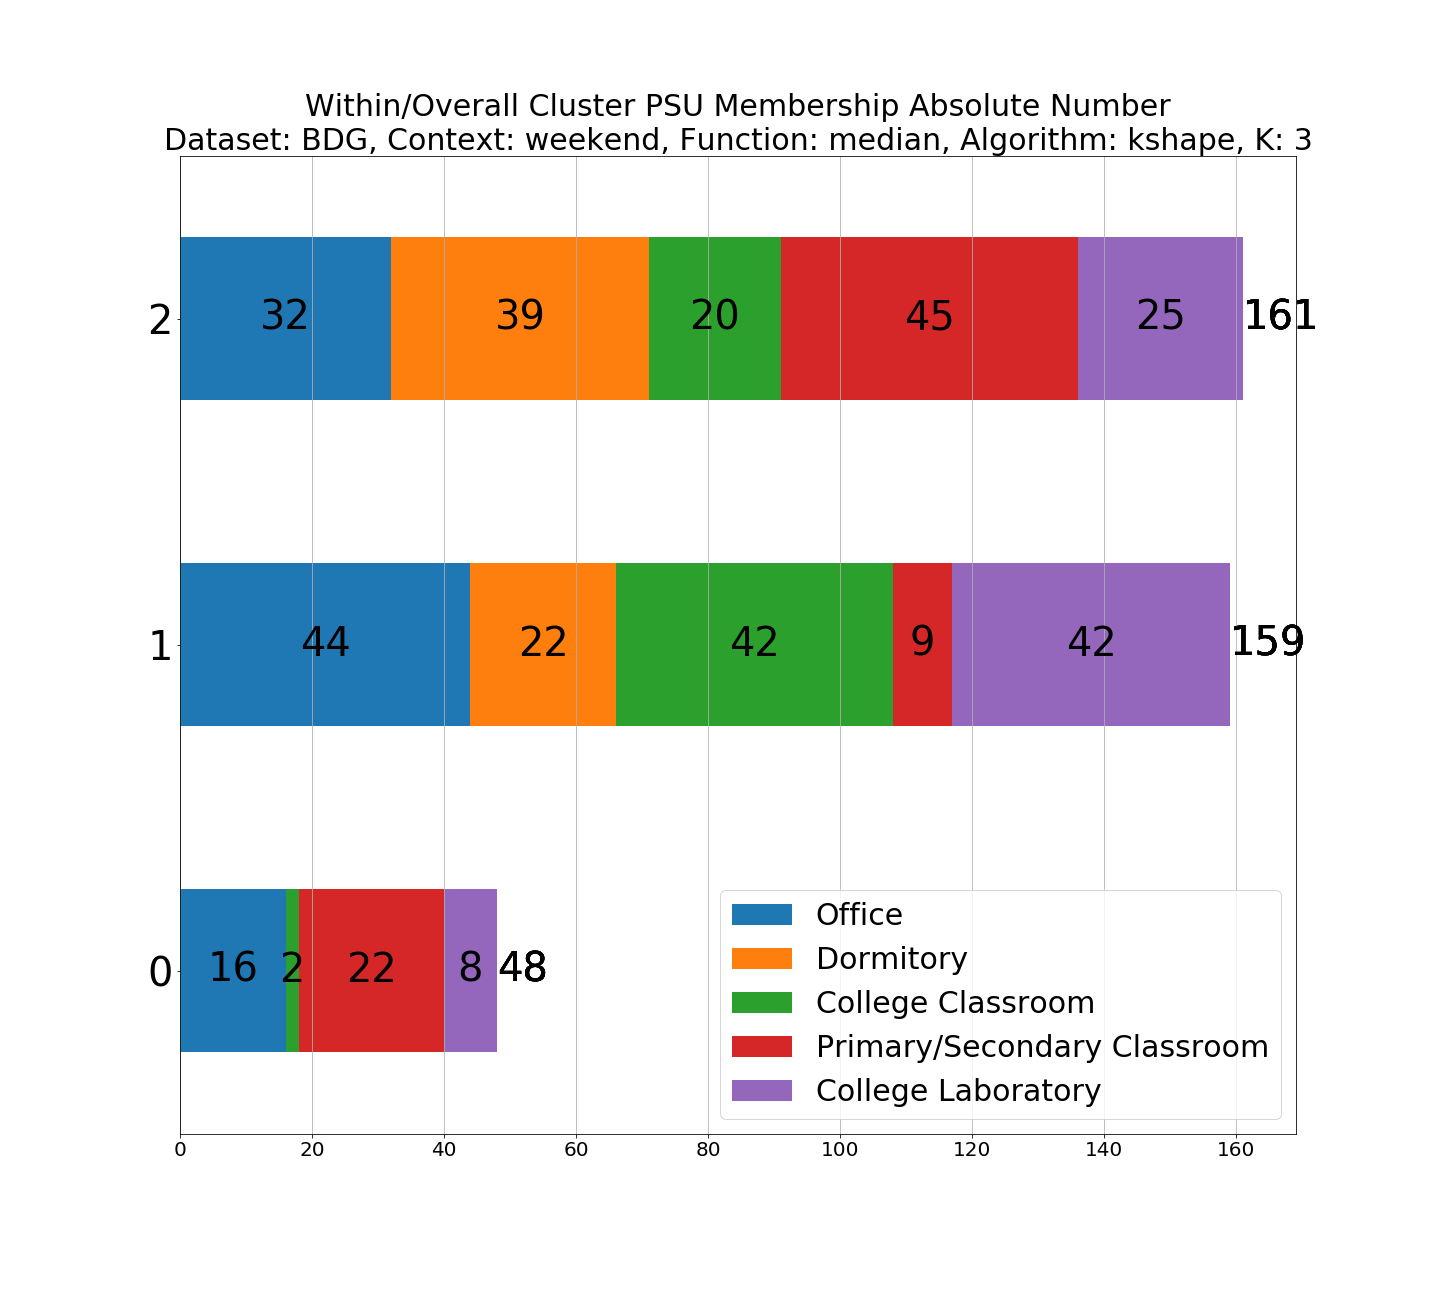 Within/Overall Cluster PSU Membership Absolute Number
Dataset: BDG, Context: weekend, Function: median, Algorithm: kshape, K: 3
2
32 39 20 45 25 161
1
44 22 42 9 42 159
0
16 2 22 8 48
Office
Dormitory
College Classroom
Primary/Secondary Classroom
College Laboratory
0 20 40 60 80 100 120 140 160